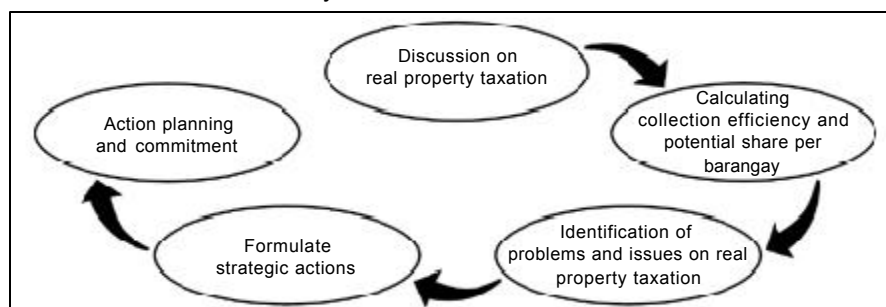 Discussion on
real property taxation
Calculating
collection efficiency and
potential share per
barangay
Identification of
problems and issues on real
property taxation
Formulate
strategic actions
Action planning
and commitment